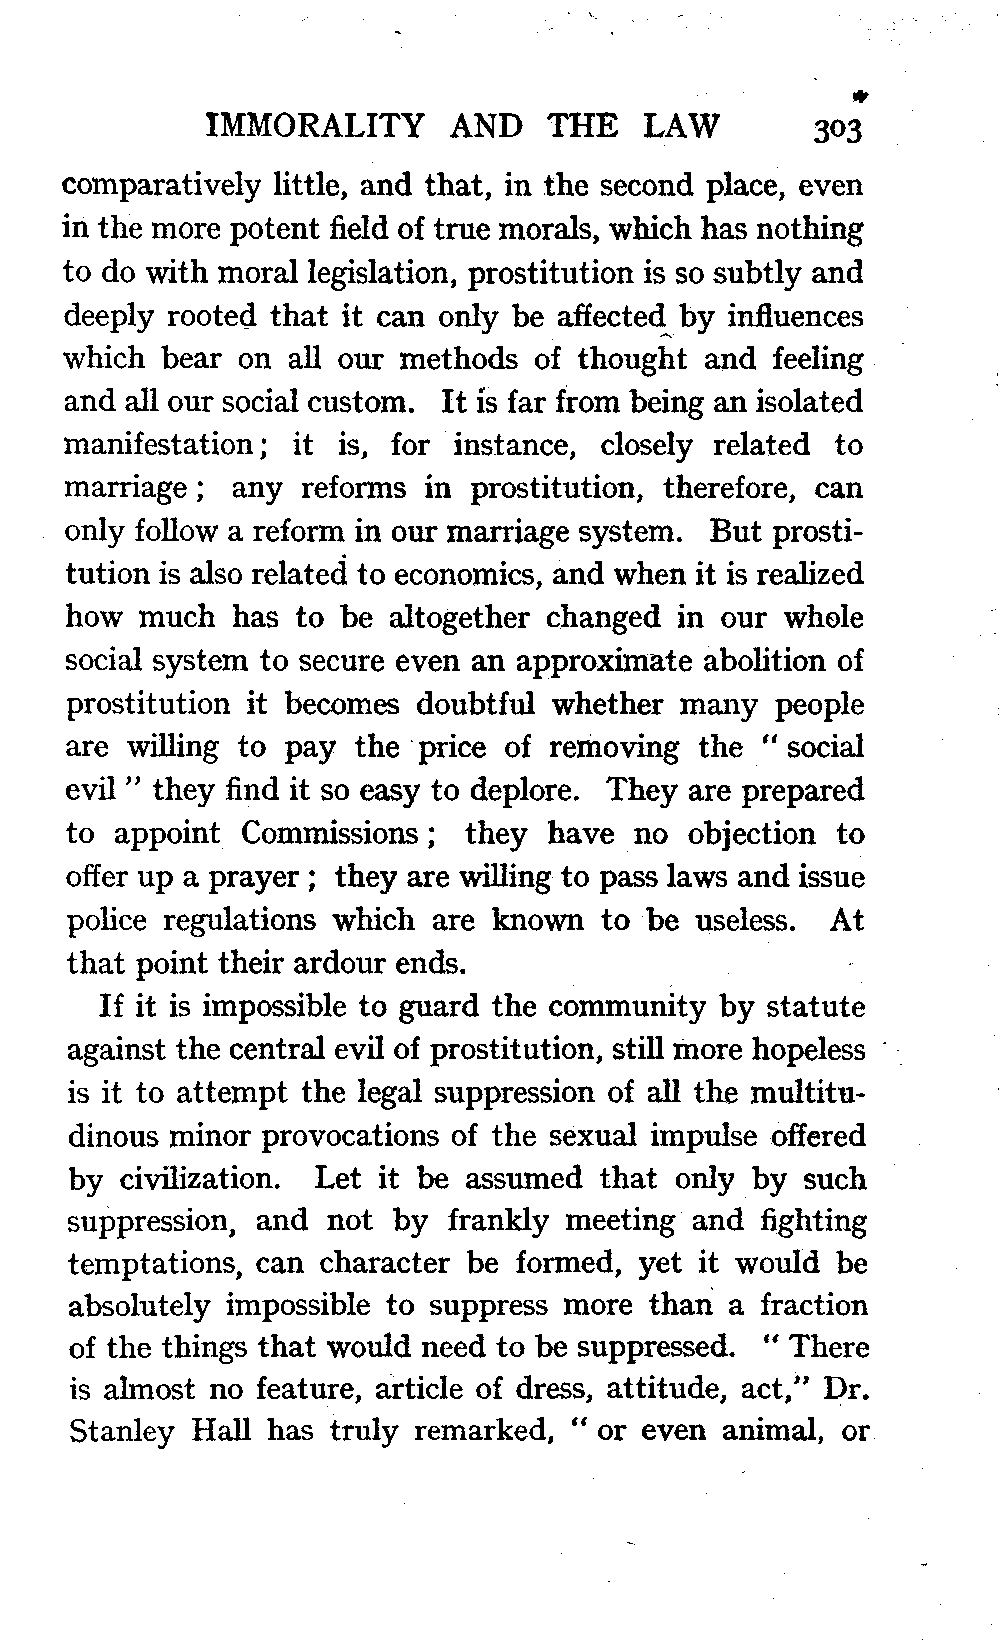 IMMORALITY AND THE LAW 303
comparatively little, and that, in the second place, even
in the more potent field of true morals, which has nothing
to do with moral legislation, prostitution is so subtly and
deeply rooted that it can only be affected by influences
which bear on all our methods of thought and feeling
and all our social custom. It is far from being an isolated
manifestation; it is, for instance, closely related to
marriage ; any reforms in prostitution, therefore, can
only follow a reform in our marriage system. But prosti-
tution is also related to economics, and when it is realized
how much has to be altogether changed in our whole
social system to secure even an approximate abolition of
prostitution it becomes doubtful whether many people
are willing to pay the price of removing the “ social
evil ” they find it so easy to deplore. They are prepared
to appoint Commissions ; they have no objection to
offer up a prayer ; they are willing to pass laws and issue
police regulations which are known to be useless. At
that point their ardour ends.
If it is impossible to guard the community by statute
against the central evil of prostitution, still more hopeless
is it to attempt the legal suppression of all the multitu-
dinous minor provocations of the sexual impulse offered
by civilization. Let it be assumed that only by such
suppression, and not by frankly meeting and fighting
temptations, can character be formed, yet it would be
absolutely impossible to suppress more than a fraction
of the things that would need to be suppressed. “ There
is almost no feature, article of dress, attitude, act,” Dr.
Stanley Hall has truly remarked, “ or even animal, or